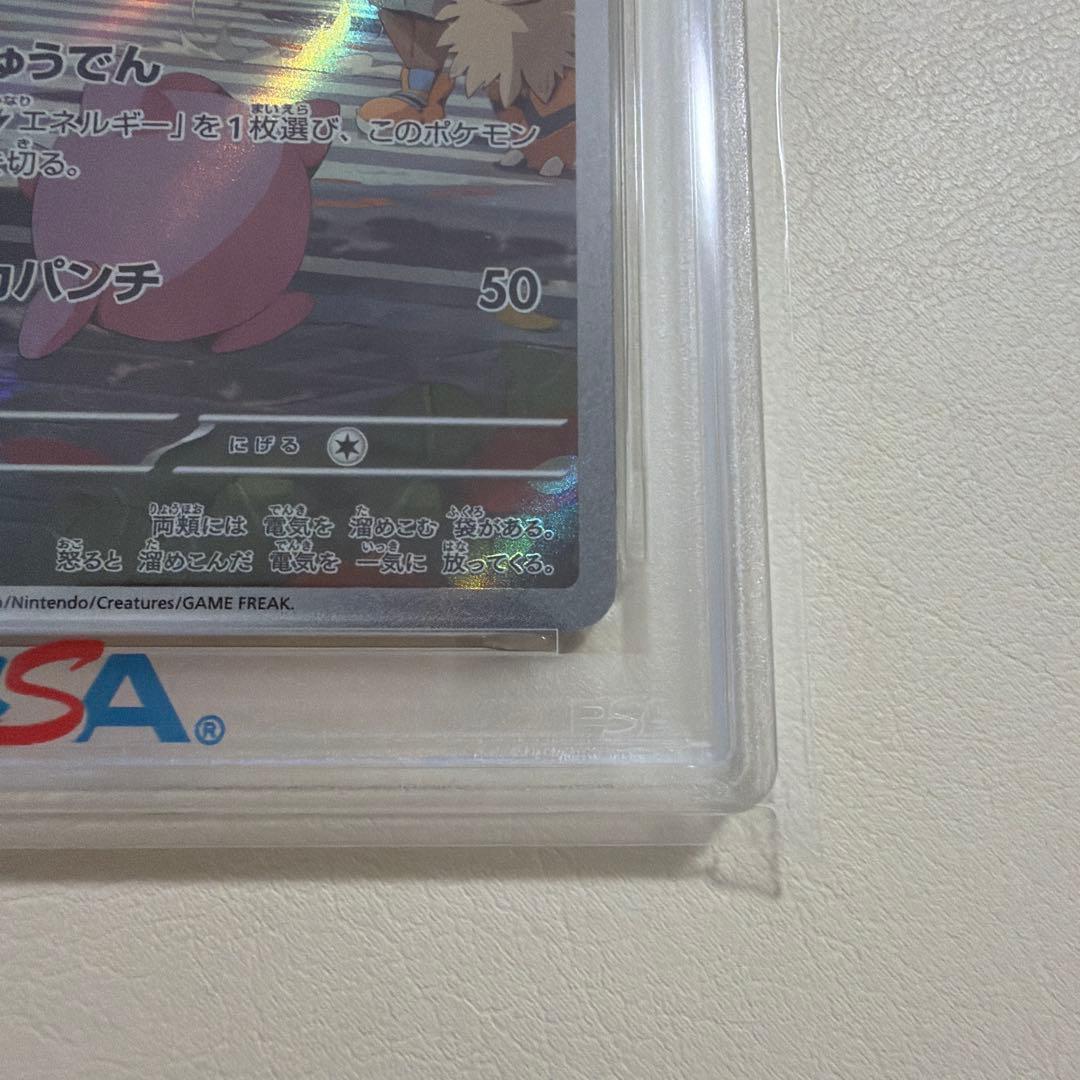 ゅうでん
エネルギー」を1枚選び、このポケモン
切る。
パンチ 50
にげる
両頬には 電気を 溜めこむ 袋がある。
怒ると 溜めこんだ 電気を 一気に 放ってくる。
/Nintendo/Creatures/GAME FREAK.
SA®
PSA